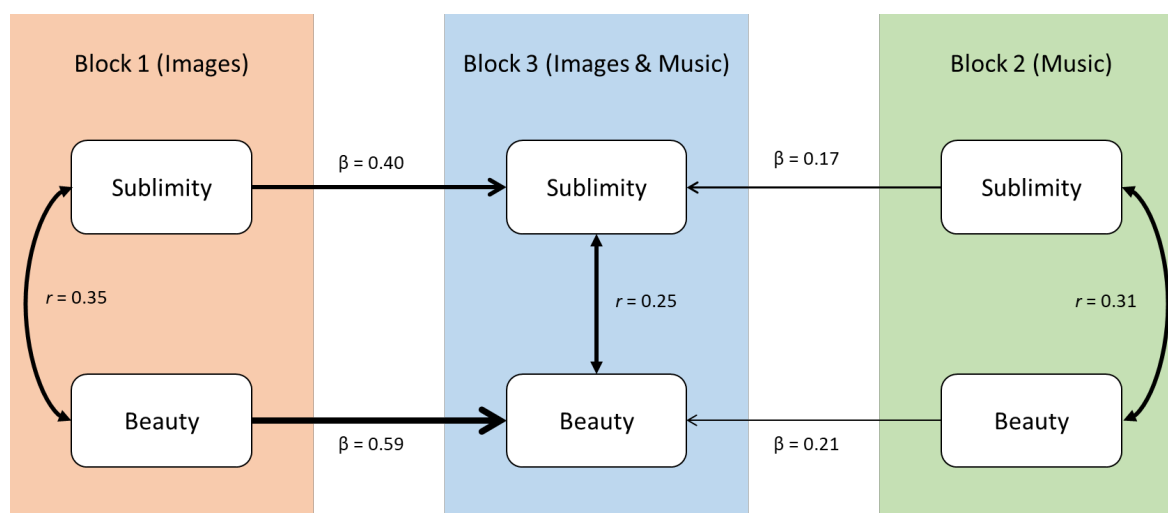 Block 1 (Images)
Block 3 (Images & Music)
Block 2 (Music)
Sublimity
β = 0.40
Sublimity
β = 0.17
Sublimity
r = 0.35
r = 0.25
r = 0.31
Beauty
β = 0.59
Beauty
β = 0.21
Beauty